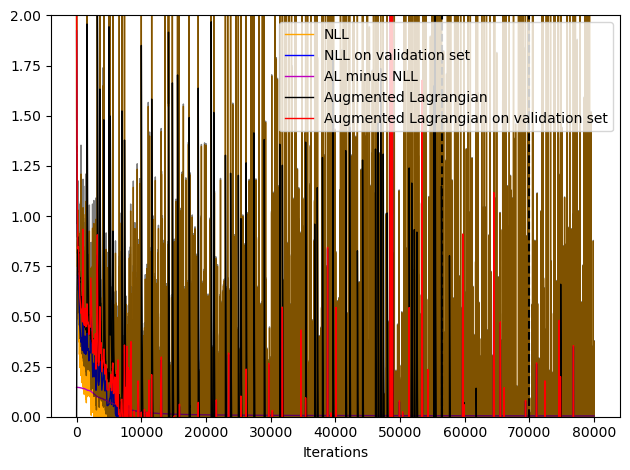 2.00
1.75
1.50
1.25
1.00
0.75
0.50
0.25
0.00
NLL
NLL on validation set
AL minus NLL
Augmented Lagrangian
Augmented Lagrangian on validation set
0 10000 20000 30000 40000 50000 60000 70000 80000
Iterations